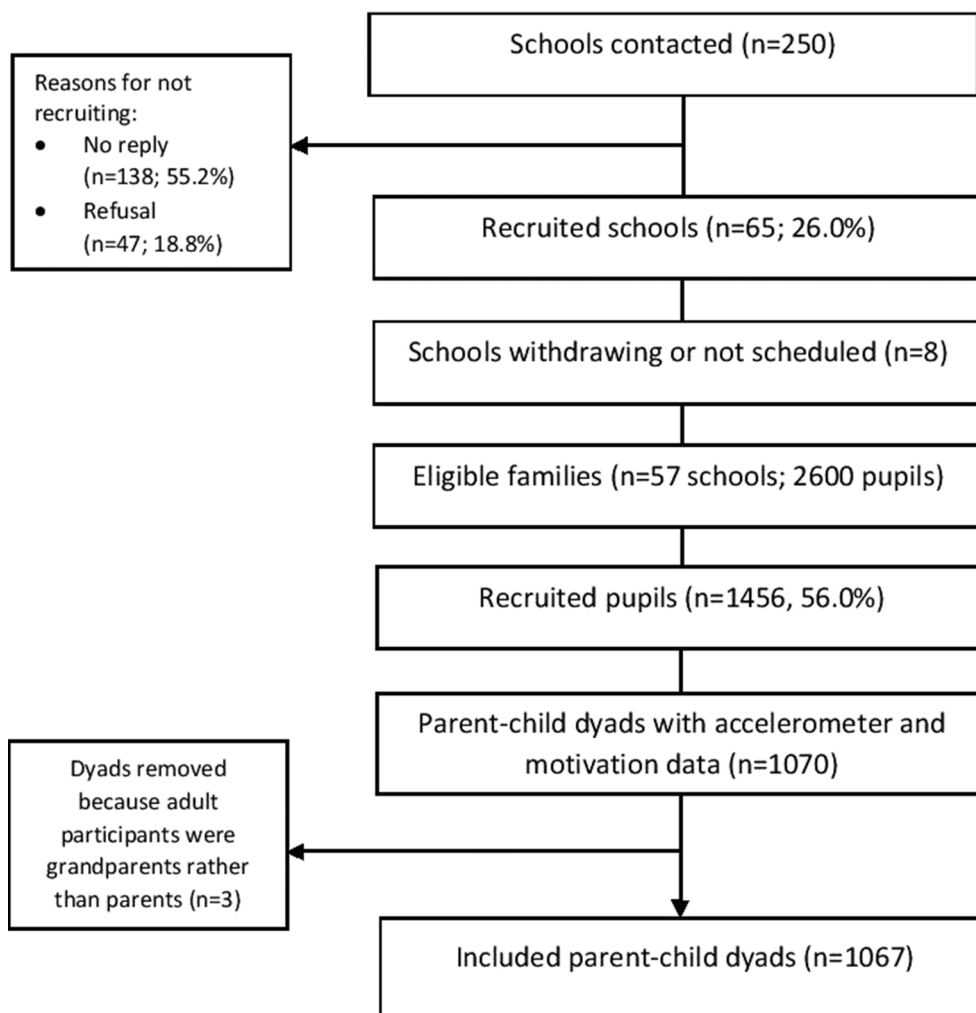 Schools contacted (n=250)
Reasons for not
recruiting:
• No reply
(n=138; 55.2%)
• Refusal
(n=47; 18.8%)
Recruited schools (n=65; 26.0%)
Schools withdrawing or not scheduled (n=8)
Eligible families (n=57 schools; 2600 pupils)
Recruited pupils (n=1456, 56.0%)
Parent-child dyads with accelerometer and
motivation data (n=1070)
Dyads removed
because adult
participants were
grandparents rather
than parents (n=3)
Included parent-child dyads (n=1067)